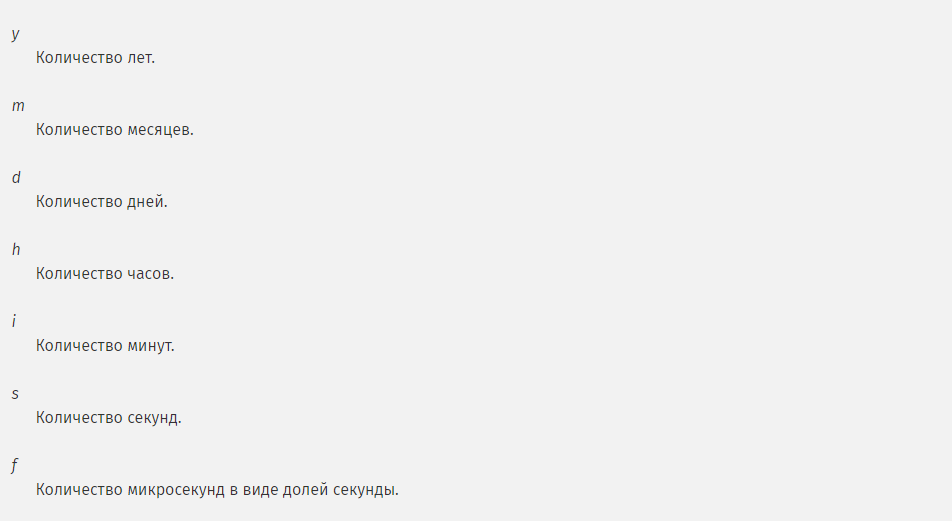 y
Количество лет.
m
Количество месяцев.
d
Количество дней.
h
Количество часов.
i
Количество минут.
s
Количество секунд.
f
Количество микросекунд в виде долей секунды.